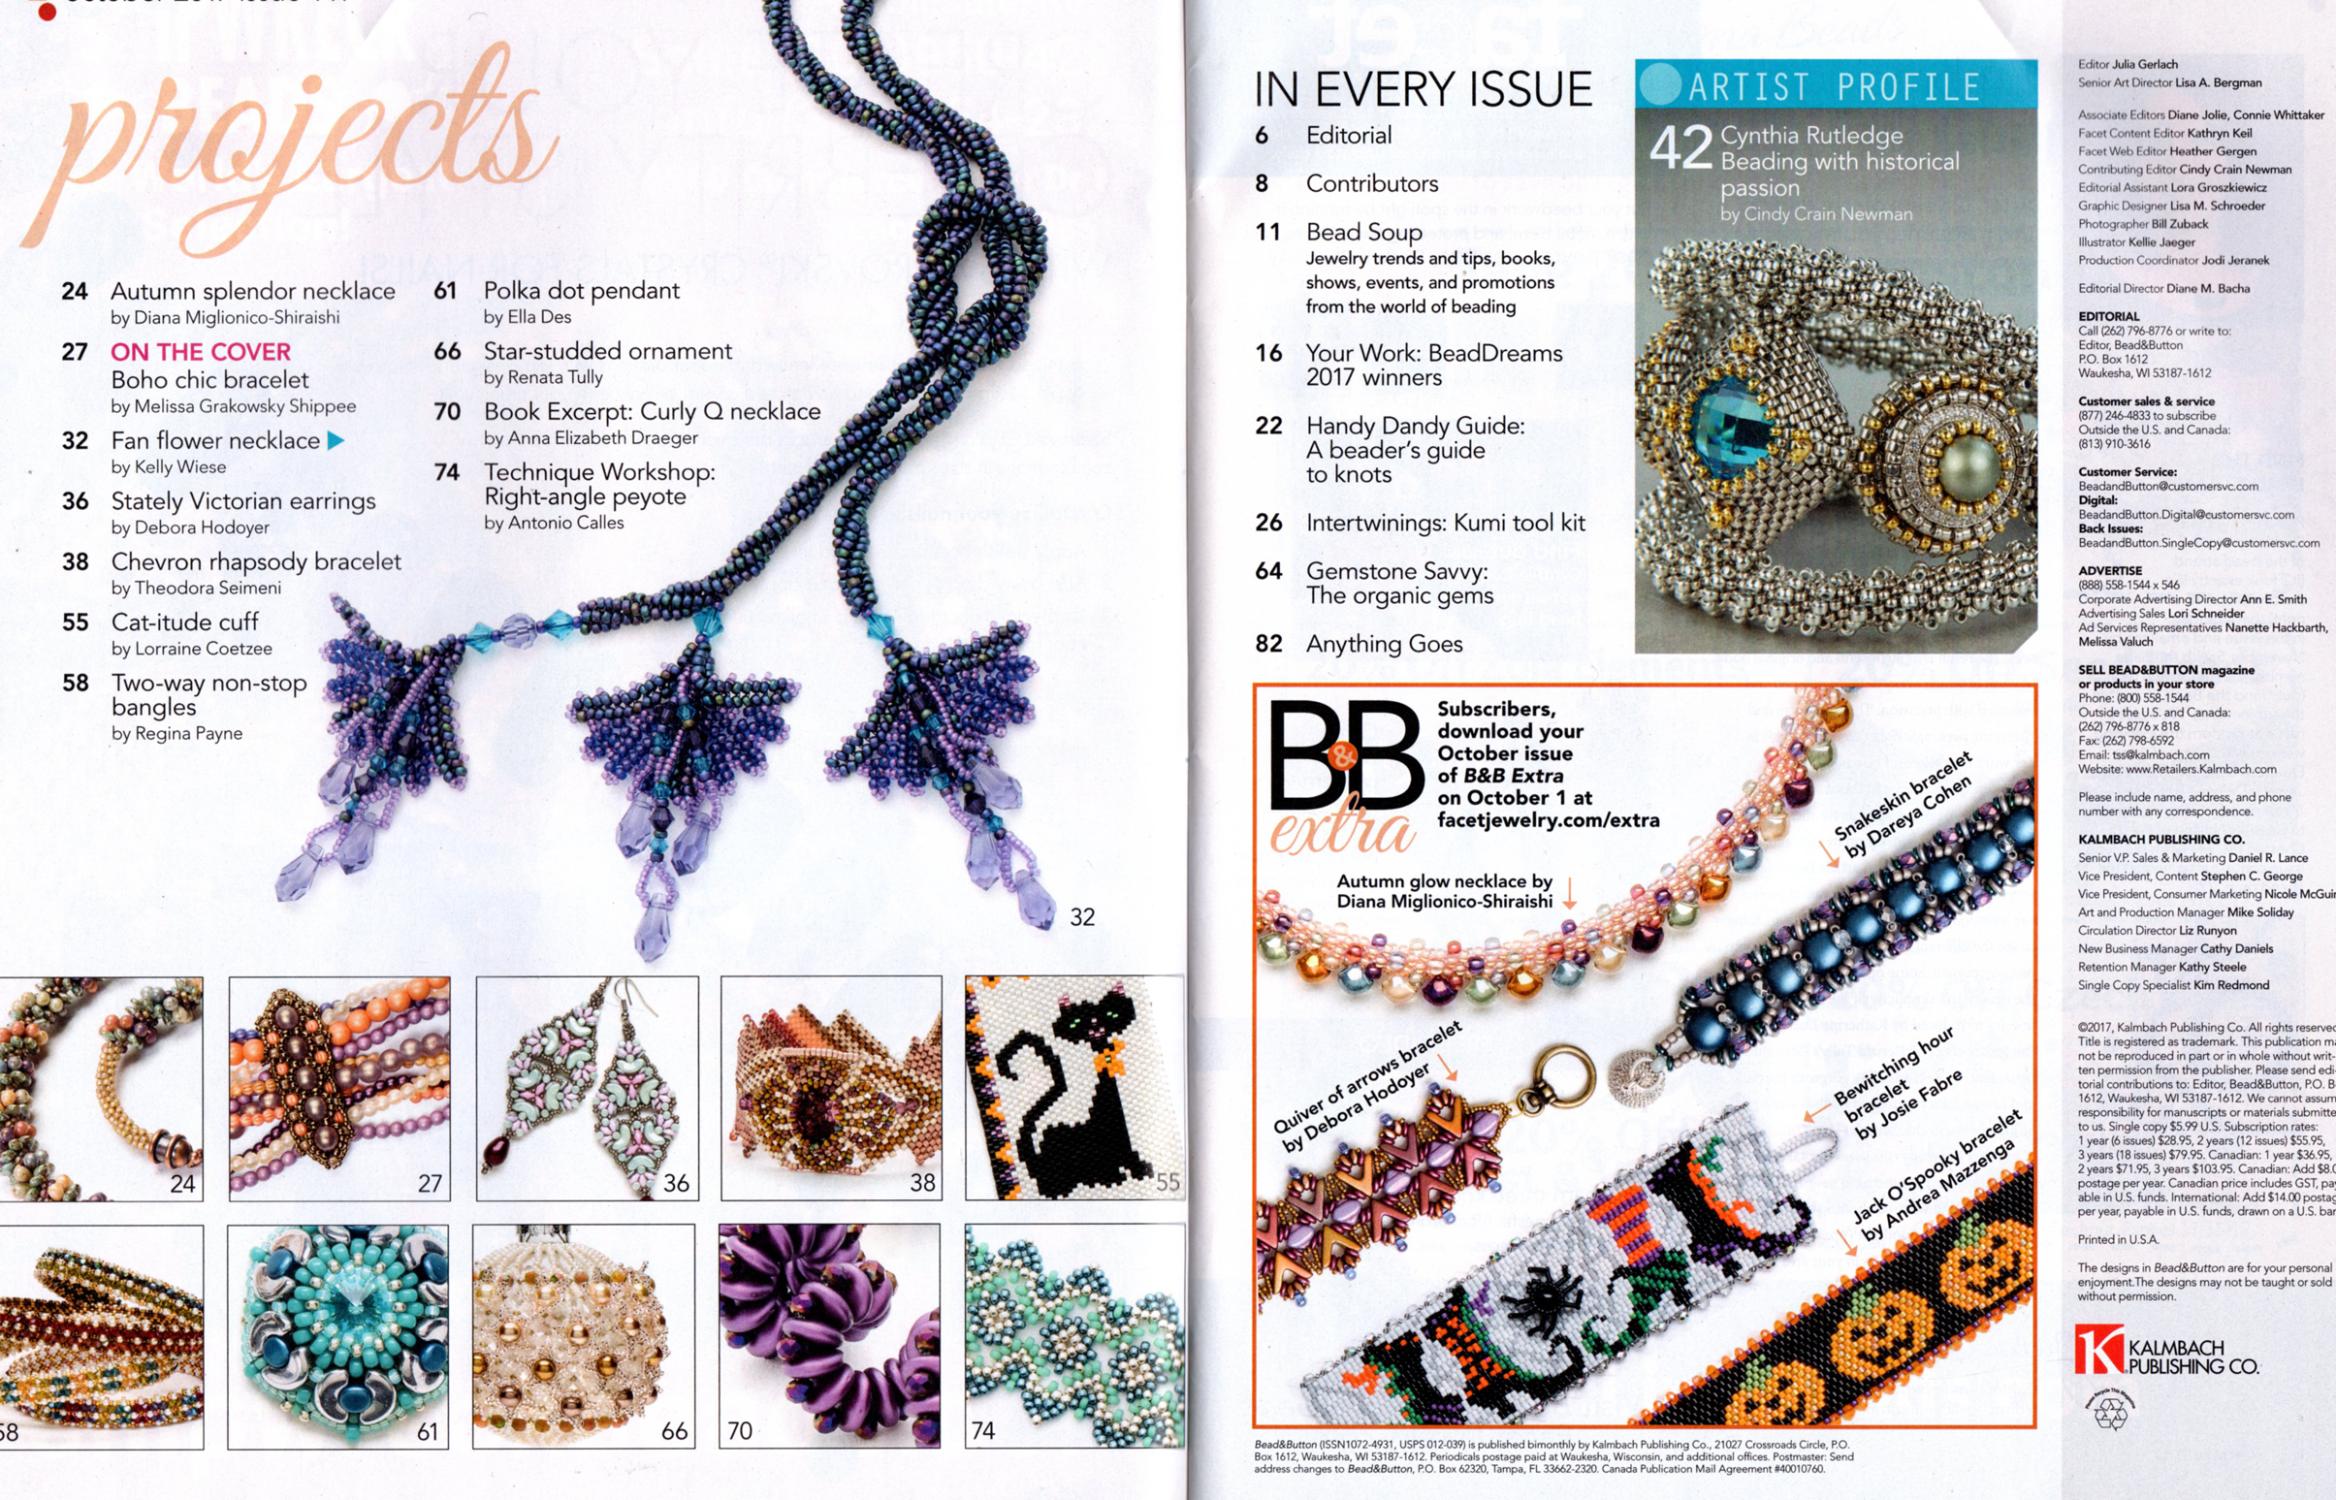 projects
24 Autumn splendor necklace
by Diana Miglionico-Shiraishi
27 ON THE COVER
Boho chic bracelet
by Melissa Grakowsky Shippee
32 Fan flower necklace
by Kelly Wiese
36 Stately Victorian earrings
by Debora Hodoyer
38 Chevron rhapsody bracelet
by Theodora Seimeni
55 Cat-itude cuff
by Lorraine Coetzee
58 Two-way non-stop
bangles
by Regina Payne
61 Polka dot pendant
by Ella Des
66 Star-studded ornament
by Renata Tully
70 Book Excerpt: Curly Q necklace
by Anna Elizabeth Draeger
74 Technique Workshop:
Right-angle peyote
by Antonio Calles
32
24
27
36
38
55
58
61
66
70
74
IN EVERY ISSUE
6 Editorial
8 Contributors
11 Bead Soup
Jewelry trends and tips, books,
shows, events, and promotions
from the world of beading
16 Your Work: BeadDreams
2017 winners
22 Handy Dandy Guide:
A beader's guide
to knots
26 Intertwinings: Kumi tool kit
64 Gemstone Savvy:
The organic gems
82 Anything Goes
ARTIST PROFILE
42 Cynthia Rutledge
Beading with historical
passion
by Cindy Crain Newman
B&B
extra
Subscribers,
download your
October issue
of B&B Extra
on October 1 at
facetjewelry.com/extra
Autumn glow necklace by
Diana Miglionico-Shiraishi
Snakeskin bracelet
by Dareya Cohen
Quiver of arrows bracelet
by Debora Hodoyer
Bewitching hour
bracelet
by Josie Fabre
Jack O'Spooky bracelet
by Andrea Mazzenga
Bead&Button (ISSN1072-4931, USPS 012-039) is published bimonthly by Kalmbach Publishing Co., 21027 Crossroads Circle, P.O.
Box 1612, Waukesha, WI 53187-1612. Periodicals postage paid at Waukesha, Wisconsin, and additional offices. Postmaster: Send
address changes to Bead&Button, P.O. Box 62320, Tampa, FL 33662-2320. Canada Publication Mail Agreement #40010760.
Editor Julia Gerlach
Senior Art Director Lisa A. Bergman
Associate Editors Diane Jolie, Connie Whittaker
Facet Content Editor Kathryn Keil
Facet Web Editor Heather Gergen
Contributing Editor Cindy Crain Newman
Editorial Assistant Lora Groszkiewicz
Graphic Designer Lisa M. Schroeder
Photographer Bill Zuback
Illustrator Kellie Jaeger
Production Coordinator Jodi Jeranek
Editorial Director Diane M. Bacha
EDITORIAL
Call (262) 796-8776 or write to:
Editor, Bead&Button
P.O. Box 1612
Waukesha, WI 53187-1612
Customer sales & service
(877) 246-4833 to subscribe
Outside the U.S. and Canada:
(813) 910-3616
Customer Service:
BeadandButton@customersvc.com
Digital:
BeadandButton.Digital@customersvc.com
Back Issues:
BeadandButton.SingleCopy@customersvc.com
ADVERTISE
(888) 558-1544 x 546
Corporate Advertising Director Ann E. Smith
Advertising Sales Lori Schneider
Ad Services Representatives Nanette Hackbarth,
Melissa Valuch
SELL BEAD&BUTTON magazine
or products in your store
Phone: (800) 558-1544
Outside the U.S. and Canada:
(262) 796-8776 x 818
Fax: (262) 798-6592
Email: tss@kalmbach.com
Website: www.Retailers.Kalmbach.com
Please include name, address, and phone
number with any correspondence.
KALMBACH PUBLISHING CO.
Senior V.P. Sales & Marketing Daniel R. Lance
Vice President, Content Stephen C. George
Vice President, Consumer Marketing Nicole
Art and Production Manager Mike Soliday
Circulation Director Liz Runyon
New Business Manager Cathy Daniels
Retention Manager Kathy Steele
Single Copy Specialist Kim Redmond
©2017, Kalmbach Publishing Co. All rights
Title is registered as trademark. This publication
not be reproduced in part or in whole without writ-
ten permission from the publisher. Please send edi-
torial contributions to: Editor, Bead&Button, P.O.
1612, Waukesha, WI 53187-1612. We cannot
responsibility for manuscripts or materials
to us. Single copy $5.99 U.S. Subscription rates:
1 year (6 issues) $28.95, 2 years (12 issues) $55.95,
3 years (18 issues) $79.95. Canadian: 1 year $36.95,
2 years $71.95, 3 years $103.95. Canadian: Add
postage per year. Canadian price includes GST,
able in U.S. funds. International: Add $14.00
per year, payable in U.S. funds, drawn on a U.S.
Printed in U.S.A.
The designs in Bead&Button are for your personal
enjoyment.The designs may not be taught or sold
without permission.
KALMBACH
PUBLISHING CO.